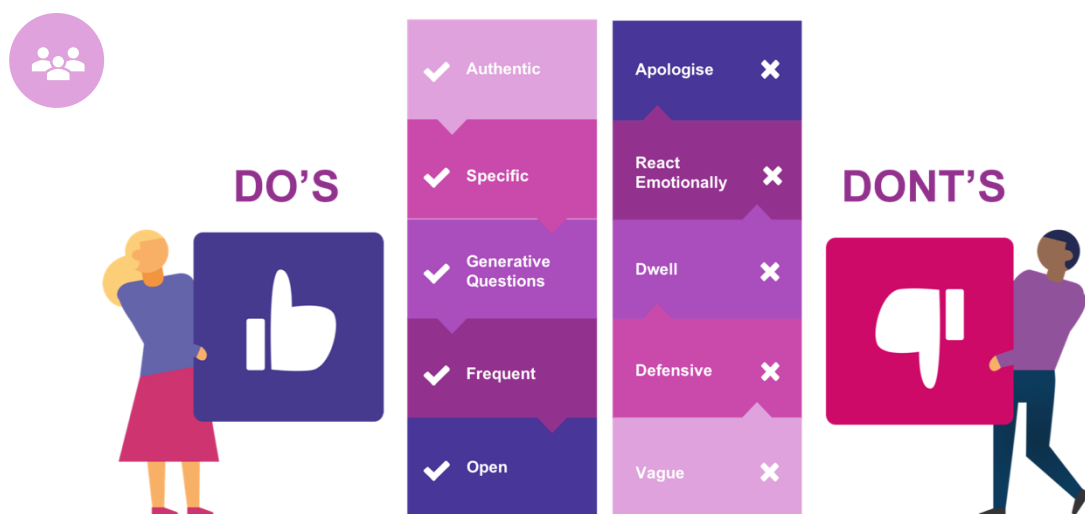 DO'S
Authentic
Specific
Generative
Questions
Frequent
Open
DONT'S
Apologise
React
Emotionally
Dwell
Defensive
Vague